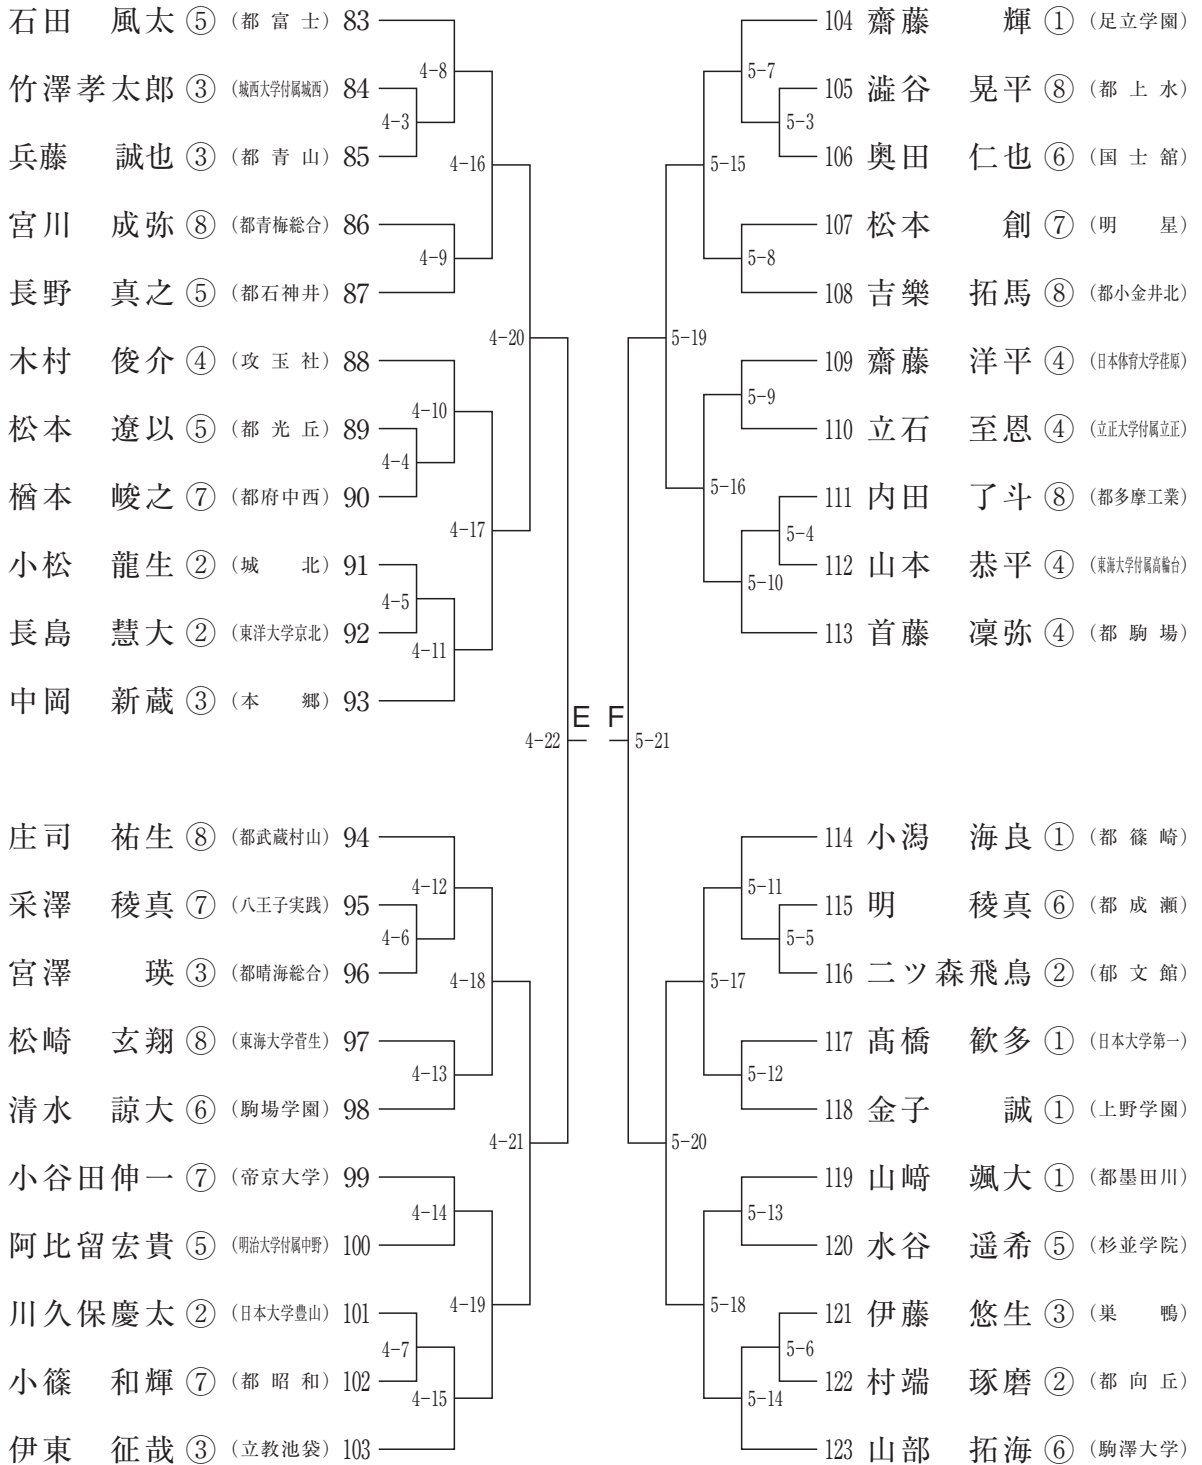 石田 風太 ⑤ (都 富 士) 83
竹澤孝太郎 ③ (城西大学付属城西) 84
兵藤 誠也 ③ (都 青 山) 85
宮川 成弥 ⑧ (都青梅総合) 86
長野 真之 ⑤ (都石神井) 87
木村 俊介 ④ (攻 玉 社) 88
松本 遼以 ⑤ (都 光 丘) 89
楢本 峻之 ⑦ (都府中西) 90
小松 龍生 ② (城 北) 91
長島 慧大 ② (東洋大学京北) 92
中岡 新蔵 ③ (本 郷) 93
庄司 祐生 ⑧ (都武蔵村山) 94
采澤 稜真 ⑦ (八王子実践) 95
宮澤 瑛 ③ (都晴海総合) 96
松崎 玄翔 ⑧ (東海大学菅生) 97
清水 諒大 ⑥ (駒場学園) 98
小谷田伸一 ⑦ (帝京大学) 99
阿比留宏貴 ⑤ (明治大学付属中野) 100
川久保慶太 ② (日本大学豊山) 101
小篠 和輝 ⑦ (都 昭 和) 102
伊東 征哉 ③ (立教池袋) 103
4-8
4-3
4-16
4-9
4-20
4-10
4-4
4-17
4-5
4-11
4-22
4-12
4-6
4-18
4-13
4-21
4-14
4-19
4-7
4-15
E F
104 齋藤 輝 ① (足立学園)
105 澁谷 晃平 ⑧ (都 上 水)
106 奥田 仁也 ⑥ (国 士 舘)
107 松本 創 ⑦ (明 星)
108 吉樂 拓馬 ⑧ (都小金井北)
109 齋藤 洋平 ④ (日本体育大学荏原)
110 立石 至恩 ④ (立正大学付属立正)
111 内田 了斗 ⑧ (都多摩工業)
112 山本 恭平 ④ (東海大学付属高輪台)
113 首藤 凜弥 ④ (都 駒 場)
114 小潟 海良 ① (都 篠 崎)
115 明 稜真 ⑥ (都 成 瀬)
116 二ツ森飛鳥 ② (郁 文 館)
117 髙橋 歓多 ① (日本大学第一)
118 金子 誠 ① (上野学園)
119 山﨑 颯大 ① (都墨田川)
120 水谷 遥希 ⑤ (杉並学院)
121 伊藤 悠生 ③ (巣 鴨)
122 村端 琢磨 ② (都 向 丘)
123 山部 拓海 ⑥ (駒澤大学)
5-7
5-3
5-15
5-8
5-19
5-9
5-16
5-4
5-10
5-21
5-11
5-5
5-17
5-12
5-20
5-13
5-18
5-6
5-14